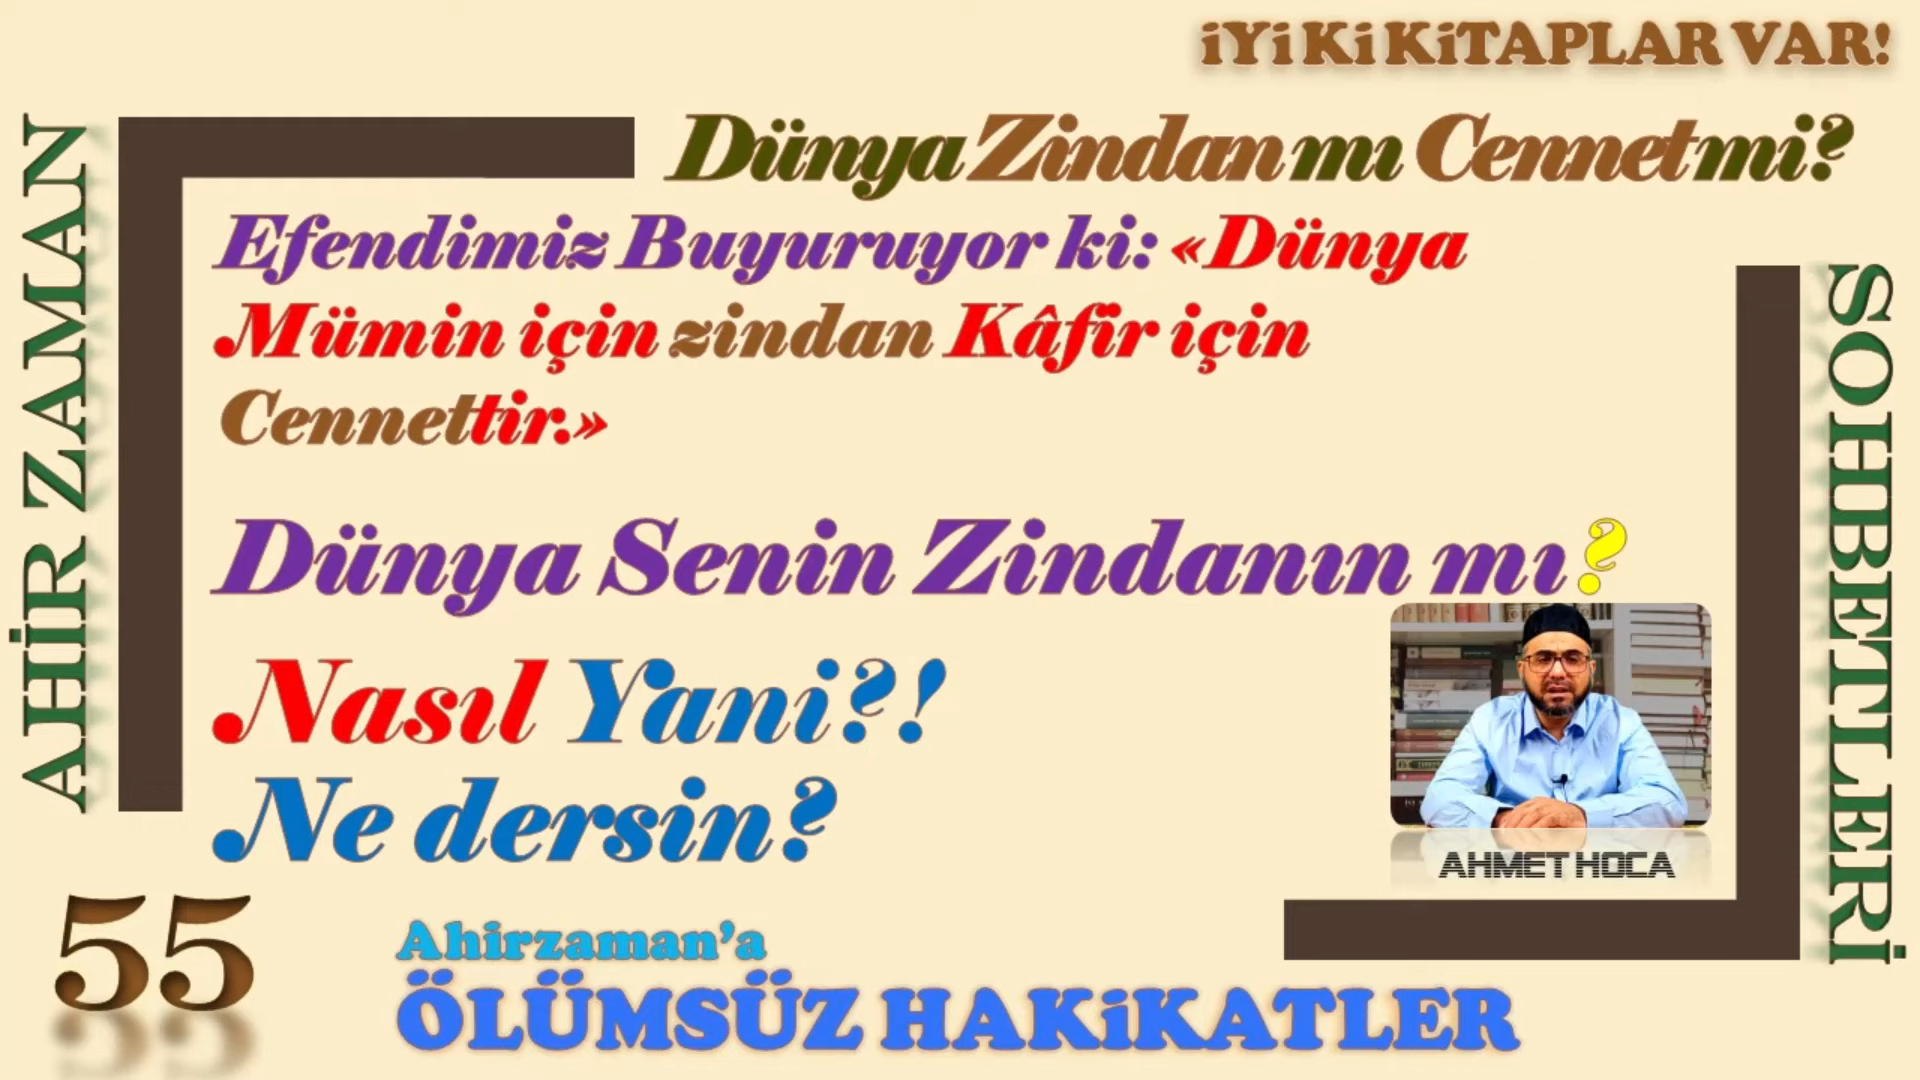 iYi Ki KiTAPLAR VAR!
Dünya Zindan mı Cennet mi?
Efendimiz Buyuruyor ki: «Dünya
Mümin için zindan Kâfir için
Cennettir.»
Dünya Senin Zindanın mı?
Nasıl Yani?!
Ne dersin?
AHİR ZAMAN
SOHBETLERİ
AHMET HOCA
55
Ahirzaman’a
ÖLÜMSÜZ HAKiKATLER